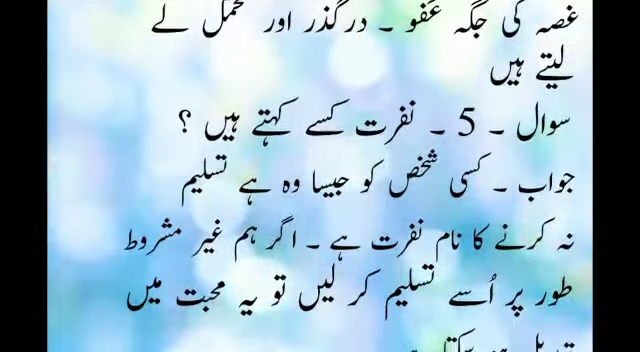 غصہ کی جگہ عفو ۔ درگذر اور تحمل لے
لیتے ہیں
سوال ۔ 5 ۔ نفرت کسے کہتے ہیں ؟
جواب ۔ کسی شخص کو جیسا وہ ہے تسلیم
نہ کرنے کا نام نفرت ہے ۔ اگر ہم غیر مشروط
طور پر اُسے تسلیم کر لیں تو یہ محبت میں